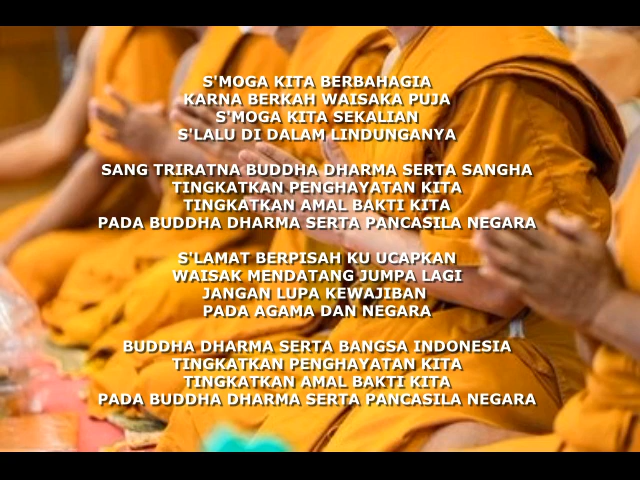 S'MOGA KITA BERBAHAGIA
KARNA BERKAH WAISAKA PUJA
S'MOGA KITA SEKALIAN
S'LALU DI DALAM LINDUNGANYA
SANG TRIRATNA BUDDHA DHARMA SERTA SANGHA
TINGKATKAN PENGHAYATAN KITA
TINGKATKAN AMAL BAKTI KITA
PADA BUDDHA DHARMA SERTA PANCASILA NEGARA
S'LAMAT BERPISAH KU UCAPKAN
WAISAK MENDATANG JUMPA LAGI
JANGAN LUPA KEWAJIBAN
PADA AGAMA DAN NEGARA
BUDDHA DHARMA SERTA BANGSA INDONESIA
TINGKATKAN PENGHAYATAN KITA
TINGKATKAN AMAL BAKTI KITA
PADA BUDDHA DHARMA SERTA PANCASILA NEGARA